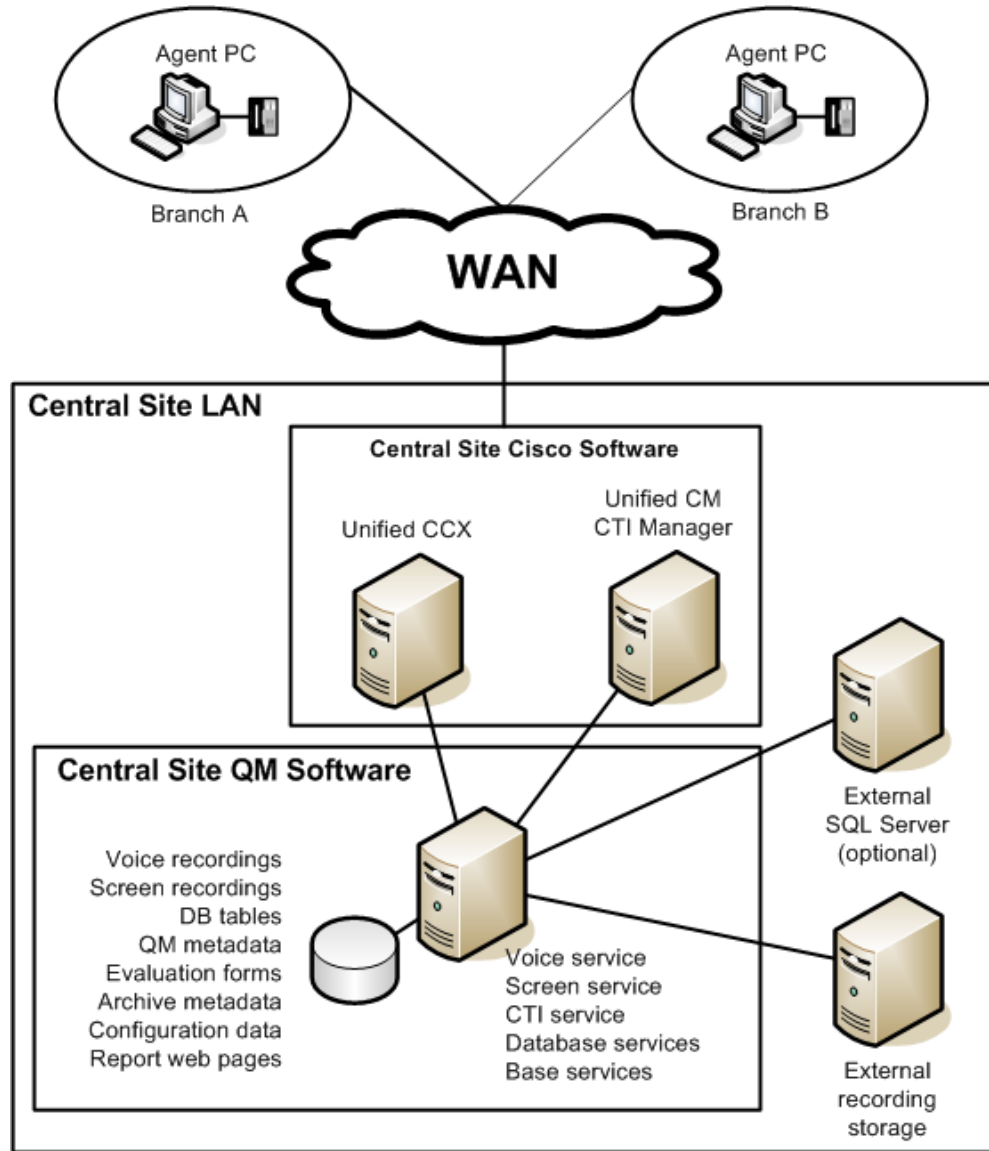 Agent PC
Agent PC
Branch A
Branch B
WAN
Central Site LAN
Central Site Cisco Software
Unified CCX
Unified CM
CTI Manager
Central Site QM Software
Voice recordings
Screen recordings
DB tables
QM metadata
Evaluation forms
Archive metadata
Configuration data
Report web pages
Voice service
Screen service
CTI service
Database services
Base services
External
SQL Server
(optional)
External
recording
storage